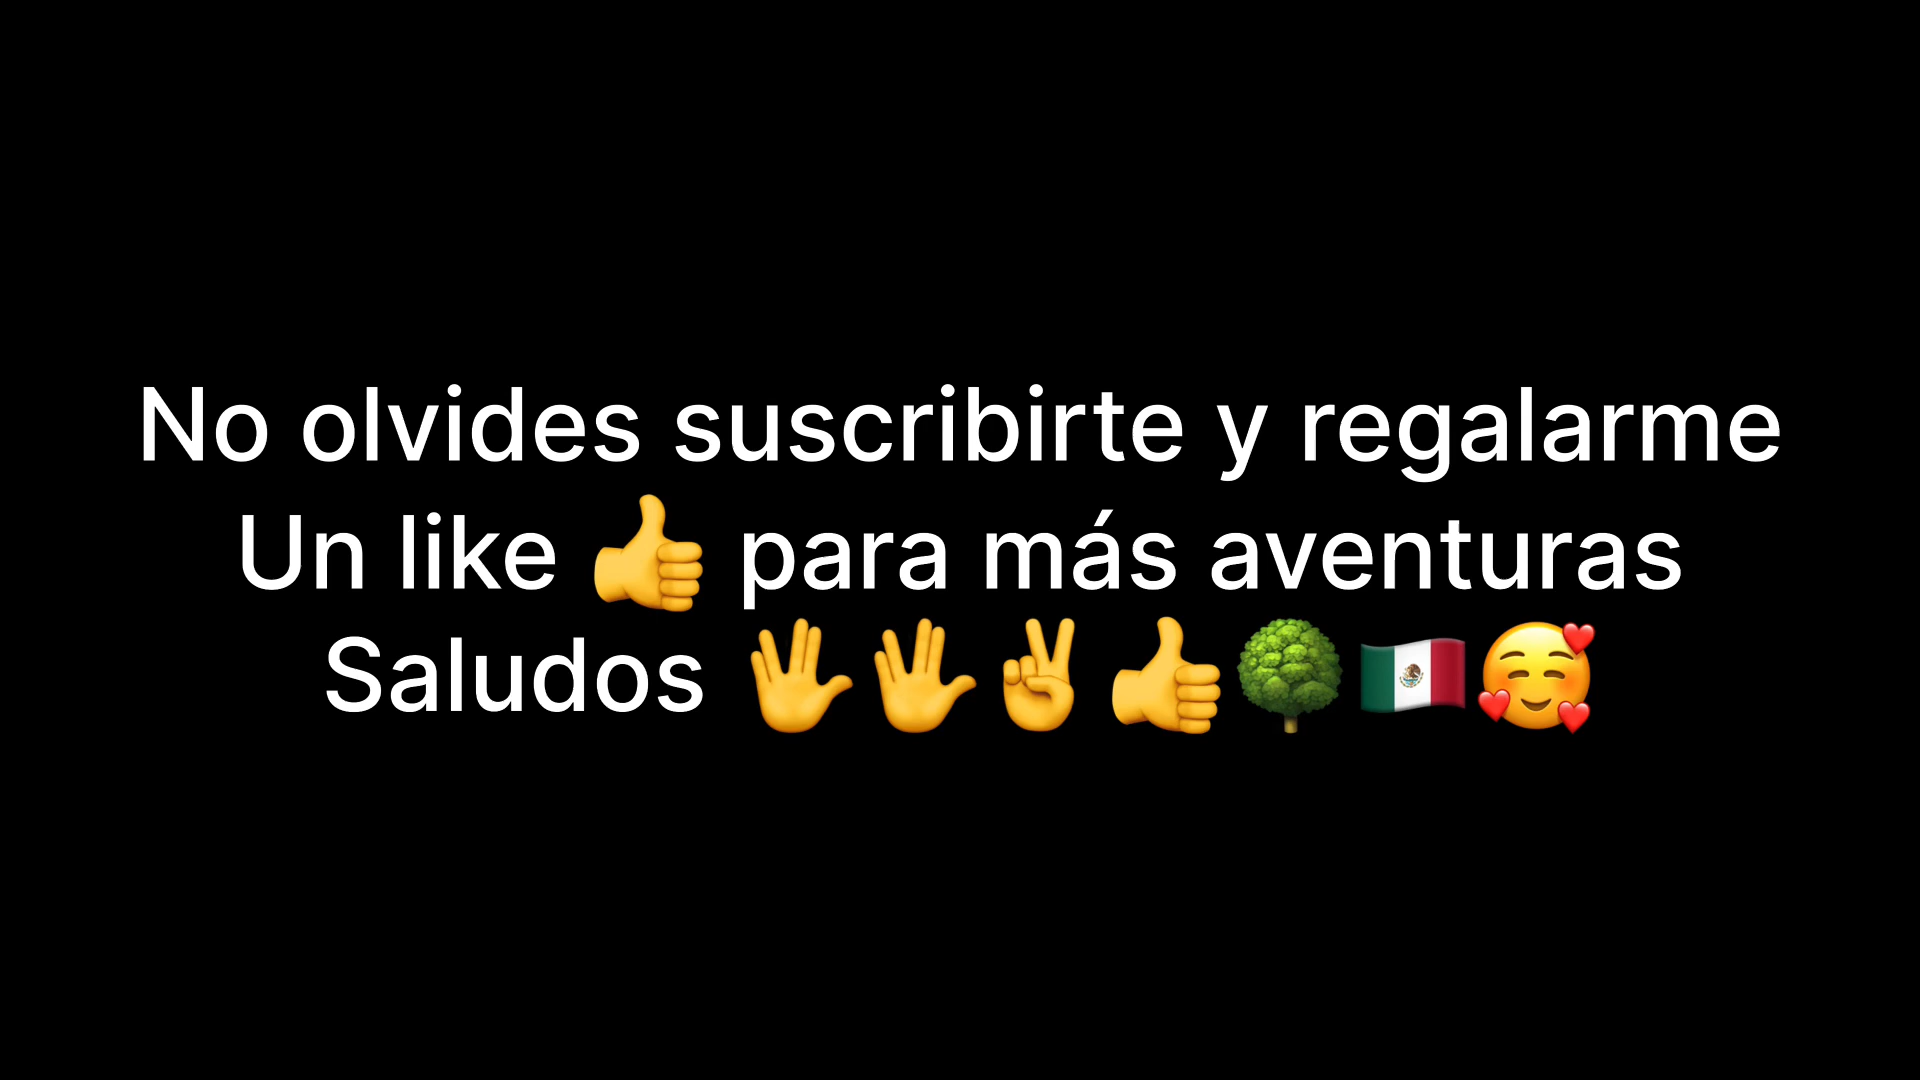 No olvides suscribirte y regalarme
Un like 👍 para más aventuras
Saludos 🖖🖖✌️👍🌳🇲🇽🥰